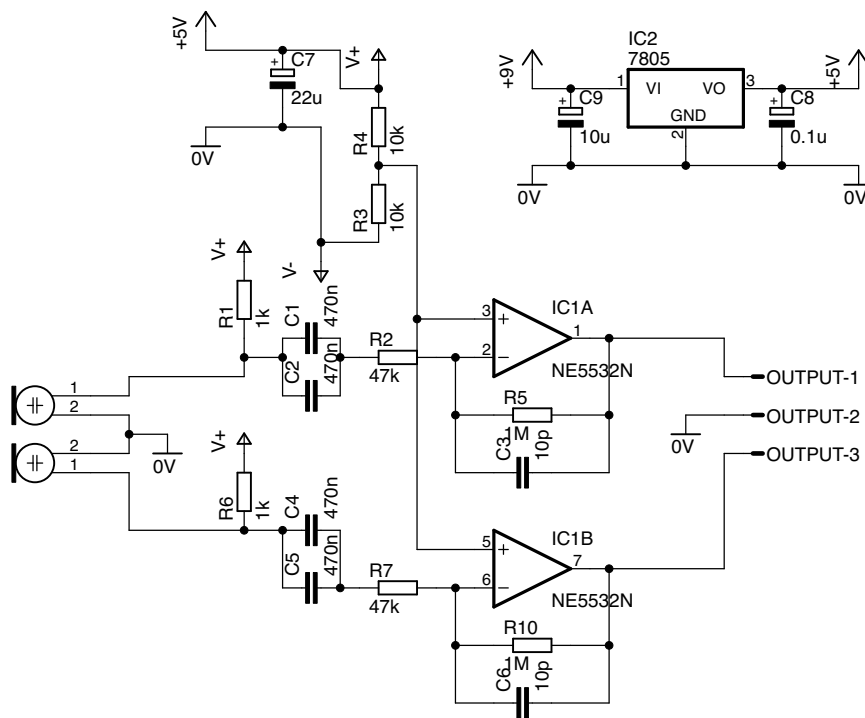 +5V
C7
+
22u
0V
V+
R4
10k
R3
10k
V-
IC2
7805
+9V
1
VI
VO
3
GND
2
+
C9
10u
+
C8
0.1u
+5V
0V
0V
V+
R1
1k
C1
470n
C2
470n
R2
47k
3
+
2
−
1
IC1A
NE5532N
R5
1M
C3
10p
1
2
2
1
0V
OUTPUT-1
OUTPUT-2
OUTPUT-3
0V
V+
R6
1k
C4
470n
C5
470n
R7
47k
5
+
6
−
7
IC1B
NE5532N
R10
1M
C6
10p